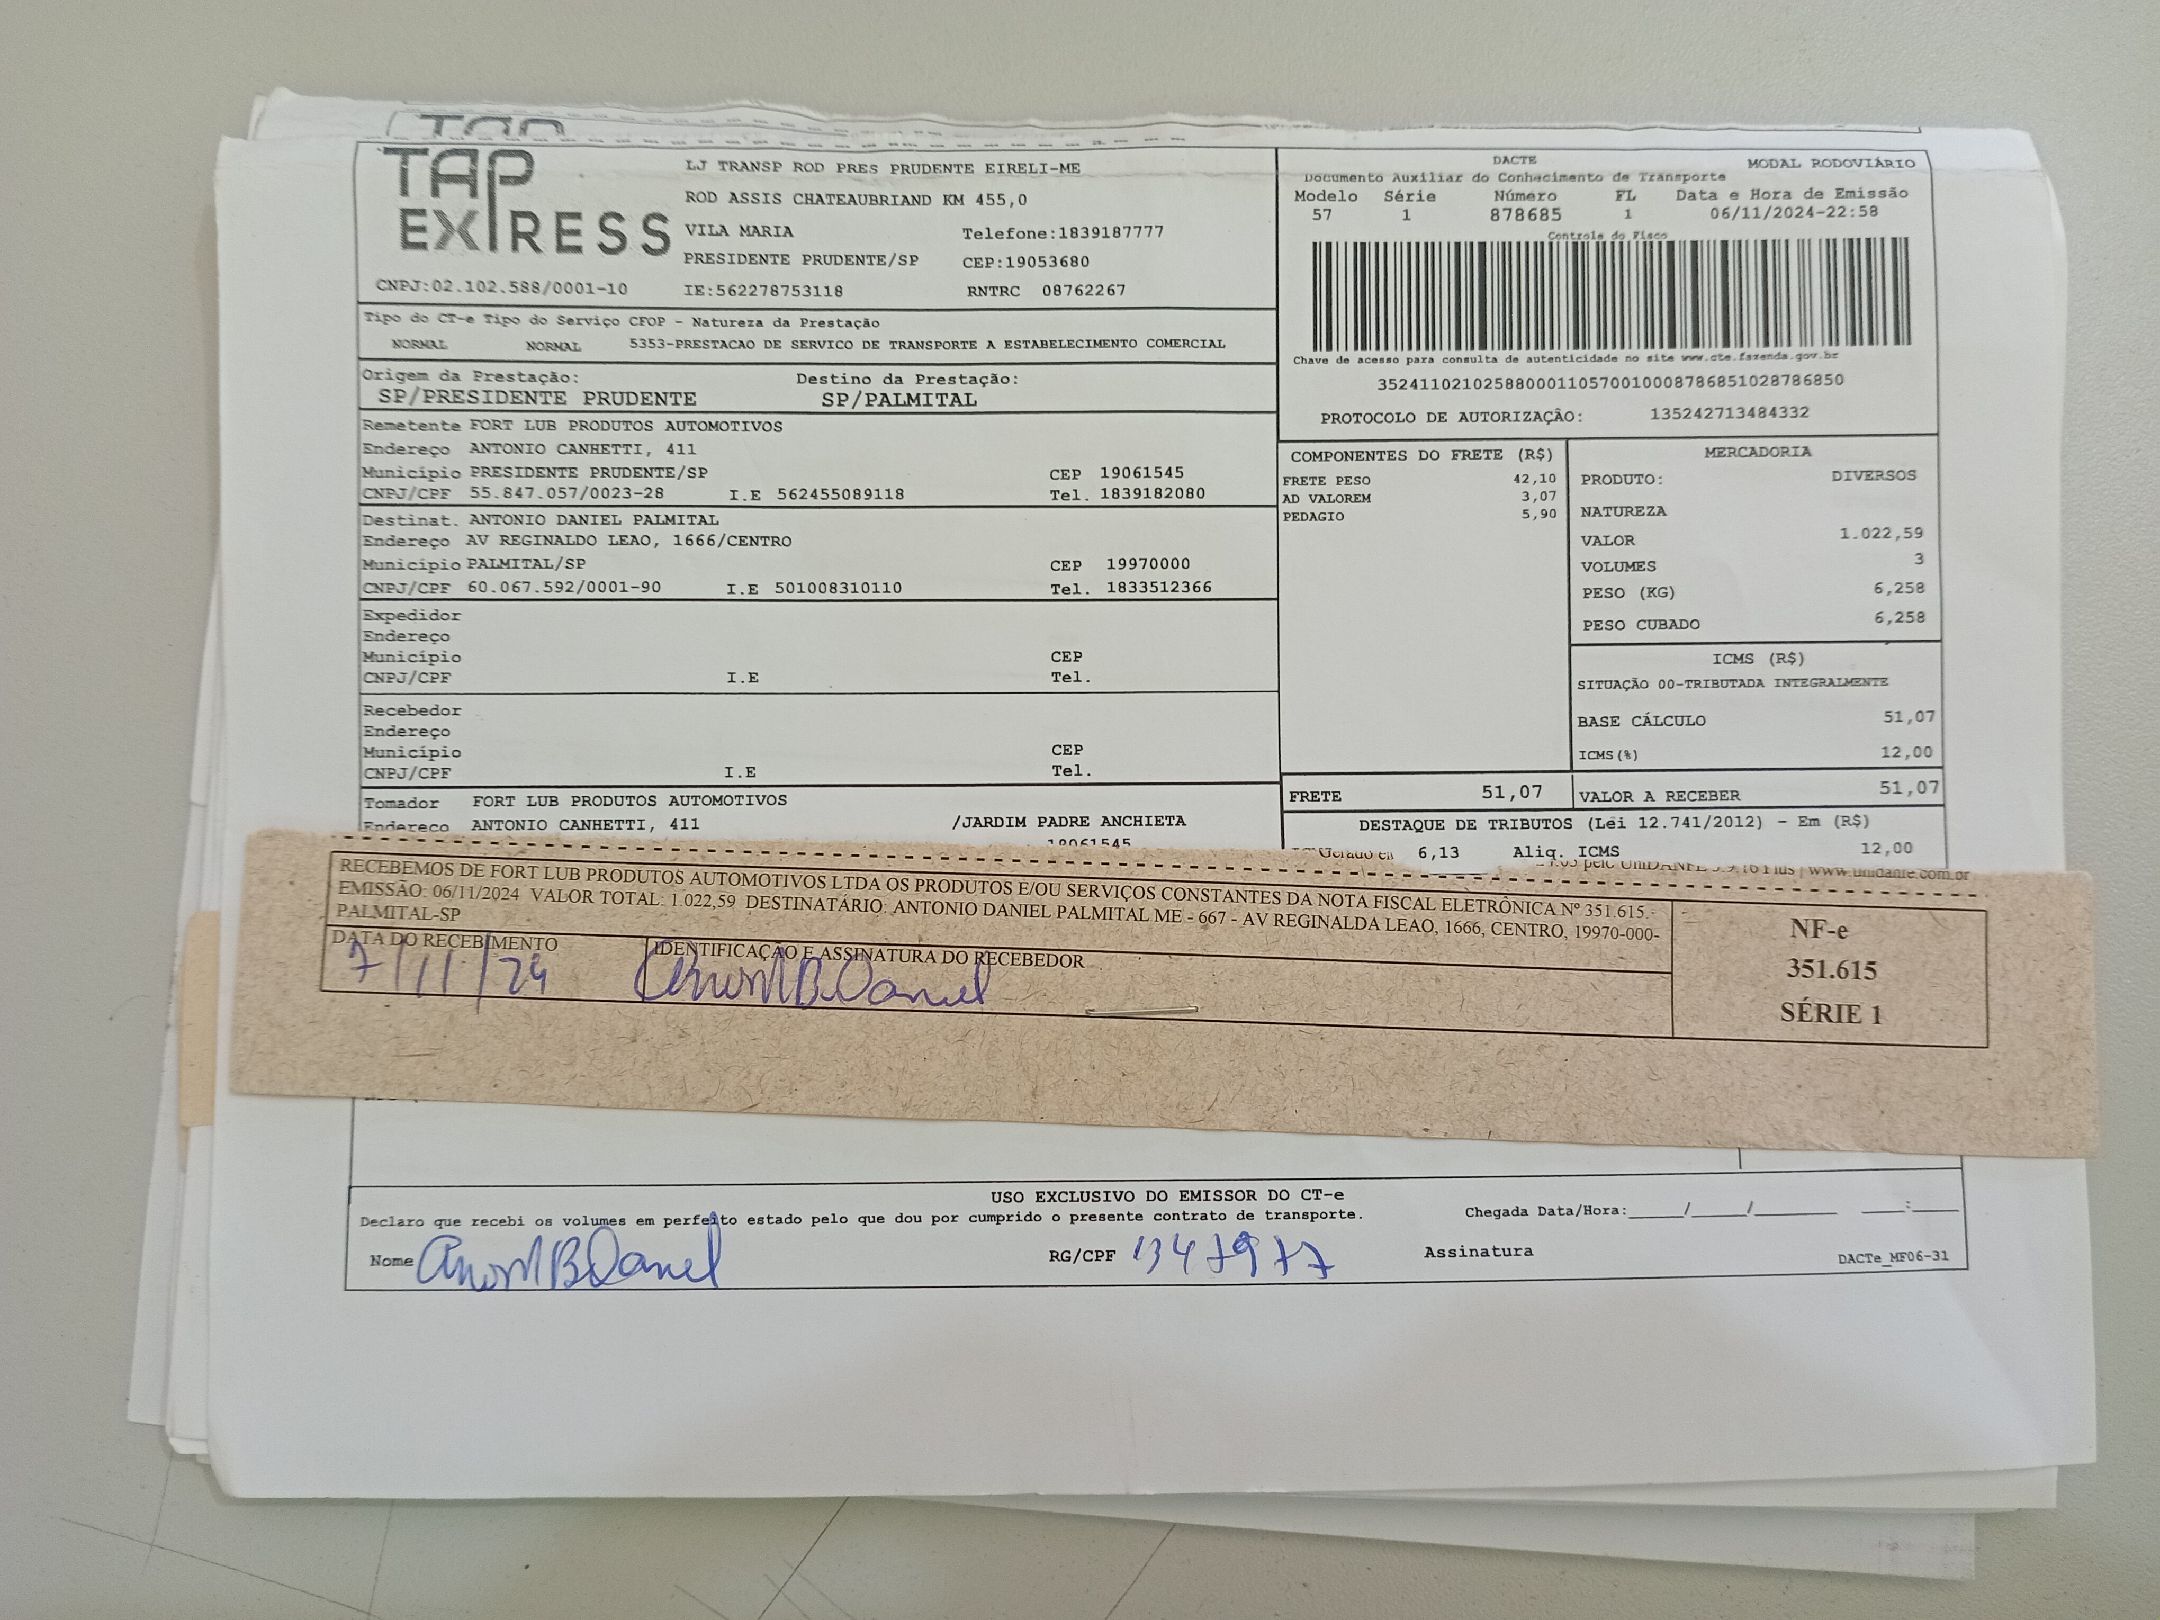 TAP
EXPRESS
LJ TRANSP ROD PRES PRUDENTE EIRELI-ME
ROD ASSIS CHATEAUBRIAND KM 455,0
VILA MARIA Telefone:1839187777
PRESIDENTE PRUDENTE/SP CEP:19053680
CNPJ:02.102.588/0001-10 IE:562278753118 RNTRC 08762267
DACTE MODAL RODOVIÁRIO
Documento Auxiliar do Conhecimento de Transporte
Modelo Série Número FL Data e Hora de Emissão
57 1 878685 1 06/11/2024-22:58
Controle do Fisco
Chave de acesso para consulta de autenticidade no site www.cte.fazenda.gov.br
35241102102588000110570010008786851028786850
PROTOCOLO DE AUTORIZAÇÃO: 135242713484332
Tipo do CT-e Tipo do Serviço CFOP - Natureza da Prestação
NORMAL NORMAL 5353-PRESTACAO DE SERVICO DE TRANSPORTE A ESTABELECIMENTO COMERCIAL
Origem da Prestação: Destino da Prestação:
SP/PRESIDENTE PRUDENTE SP/PALMITAL
Remetente FORT LUB PRODUTOS AUTOMOTIVOS
Endereço ANTONIO CANHETTI, 411
Município PRESIDENTE PRUDENTE/SP CEP 19061545
CNPJ/CPF 55.847.057/0023-28 I.E 562455089118 Tel. 1839182080
Destinat. ANTONIO DANIEL PALMITAL
Endereço AV REGINALDO LEAO, 1666/CENTRO
Município PALMITAL/SP CEP 19970000
CNPJ/CPF 60.067.592/0001-90 I.E 501008310110 Tel. 1833512366
Expedidor
Endereço
Município CEP
CNPJ/CPF I.E Tel.
Recebedor
Endereço
Município CEP
CNPJ/CPF I.E Tel.
Tomador FORT LUB PRODUTOS AUTOMOTIVOS
Endereço ANTONIO CANHETTI, 411 /JARDIM PADRE ANCHIETA
19061545
COMPONENTES DO FRETE (R$)
FRETE PESO 42,10
AD VALOREM 3,07
PEDAGIO 5,90
MERCADORIA
PRODUTO: DIVERSOS
NATUREZA
VALOR 1.022,59
VOLUMES 3
PESO (KG) 6,258
PESO CUBADO 6,258
ICMS (R$)
SITUAÇÃO 00-TRIBUTADA INTEGRALMENTE
BASE CÁLCULO 51,07
ICMS(%) 12,00
FRETE 51,07 VALOR A RECEBER 51,07
DESTAQUE DE TRIBUTOS (Lei 12.741/2012) - Em (R$)
6,13 Aliq. ICMS 12,00
www.unidanfe.com.br
RECEBEMOS DE FORT LUB PRODUTOS AUTOMOTIVOS LTDA OS PRODUTOS E/OU SERVIÇOS CONSTANTES DA NOTA FISCAL ELETRÔNICA Nº 351.615.-
EMISSÃO: 06/11/2024 VALOR TOTAL: 1.022,59 DESTINATÁRIO: ANTONIO DANIEL PALMITAL ME - 667 - AV REGINALDA LEAO, 1666, CENTRO, 19970-000-
PALMITAL-SP
DATA DO RECEBIMENTO IDENTIFICAÇÃO E ASSINATURA DO RECEBEDOR
7/11/24
NF-e
351.615
SÉRIE 1
USO EXCLUSIVO DO EMISSOR DO CT-e
Declaro que recebi os volumes em perfeito estado pelo que dou por cumprido o presente contrato de transporte. Chegada Data/Hora:____/____/______ ___:___
Nome RG/CPF 1347977 Assinatura DACTe_MF06-31